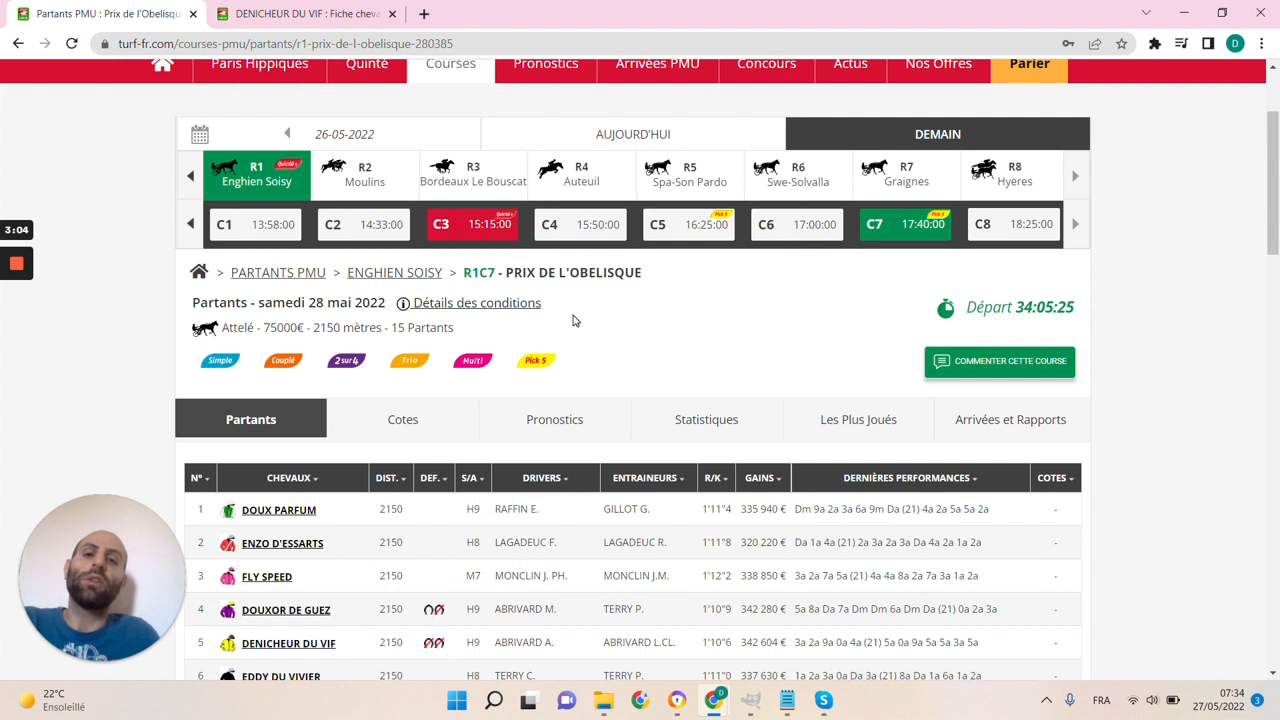 Partants PMU : Prix de l'Obelisqu
DENICHEUR DU VIF : Fiche cheva
turf-fr.com/courses-pmu/partants/r1-prix-de-l-obelisque-280385
D
Paris Hippiques Quinté Courses Pronostics Arrivées PMU Concours Actus Nos Offres Parier
26-05-2022 AUJOURD'HUI DEMAIN
R1 Quinté+ R2 R3 R4 R5 R6 R7 R8
Enghien Soisy Moulins Bordeaux Le Bouscat Auteuil Spa-Son Pardo Swe-Solvalla Graignes Hyeres
C1 13:58:00 C2 14:33:00 C3 15:15:00 Quinté+ C4 15:50:00 C5 16:25:00 Pick 5 C6 17:00:00 C7 17:40:00 Pick 5 C8 18:25:00
3:04
> PARTANTS PMU > ENGHIEN SOISY > R1C7 - PRIX DE L'OBELISQUE
Partants - samedi 28 mai 2022 Détails des conditions
Départ 34:05:25
Attelé - 75000€ - 2150 mètres - 15 Partants
Simple Couplé 2 sur 4 Trio Multi Pick 5
COMMENTER CETTE COURSE
Partants Cotes Pronostics Statistiques Les Plus Joués Arrivées et Rapports
N° CHEVAUX DIST. DEF. S/A DRIVERS ENTRAINEURS R/K GAINS DERNIÈRES PERFORMANCES COTES
1 DOUX PARFUM 2150 H9 RAFFIN E. GILLOT G. 1'11"4 335 940 € Dm 9a 2a 3a 6a 9m Da (21) 4a 2a 5a 5a 2a -
2 ENZO D'ESSARTS 2150 H8 LAGADEUC F. LAGADEUC R. 1'11"8 320 220 € Da 1a 4a (21) 2a 3a 2a 3a Da 4a 2a 1a 2a -
3 FLY SPEED 2150 M7 MONCLIN J. PH. MONCLIN J.M. 1'12"2 338 850 € 3a 2a 7a 5a (21) 4a 4a 8a 2a 7a 3a 1a 2a -
4 DOUXOR DE GUEZ 2150 H9 ABRIVARD M. TERRY P. 1'10"9 342 280 € 5a 8a Da 7a Dm Dm 6a Dm Da (21) 0a 2a 3a -
5 DENICHEUR DU VIF 2150 H9 ABRIVARD A. ABRIVARD L.CL. 1'10"6 342 604 € 3a 2a 9a 0a 4a (21) 5a 0a 9a 5a 5a 3a 5a -
6 EDDY DU VIVIER 2150 H8 TERRY C. TERRY P. 1'11"0 337 630 € 1a 2a 3a 0a Da 3a (21) 8a Da 1a 6a 1a 2a -
22°C
Ensoleillé
FRA
07:34
27/05/2022
3